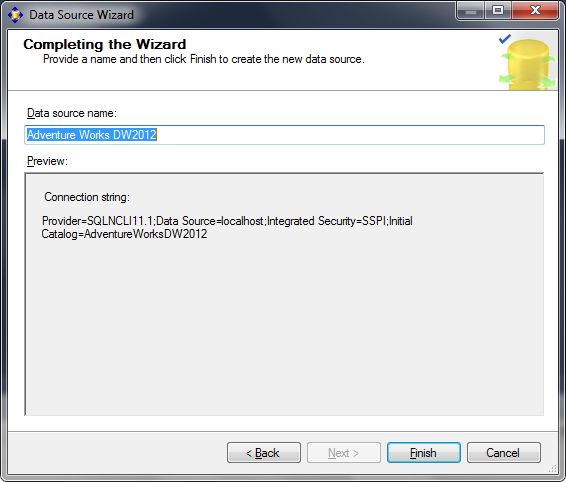 Data Source Wizard
Completing the Wizard
Provide a name and then click Finish to create the new data source.
Data source name:
Adventure Works DW2012
Preview:
Connection string:
Provider=SQLNCLI11.1;Data Source=localhost;Integrated Security=SSPI;Initial
Catalog=AdventureWorksDW2012
< Back
Next >
Finish
Cancel